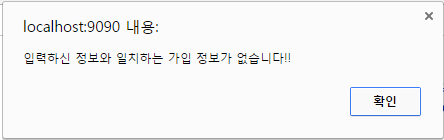 localhost:9090 내용:
입력하신 정보와 일치하는 가입 정보가 없습니다!!
확인